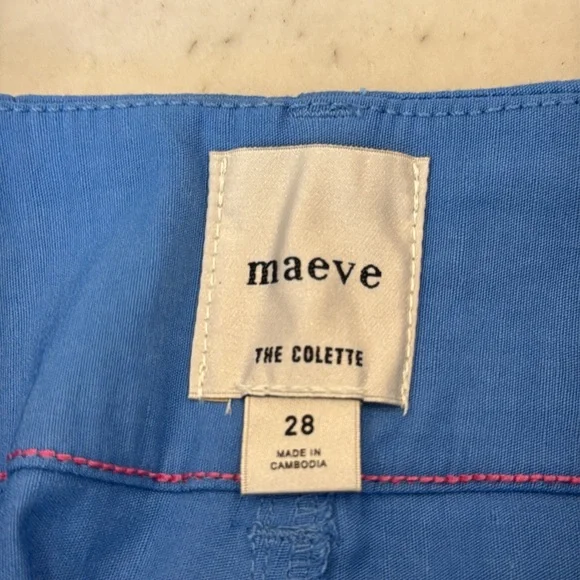 maeve
THE COLETTE
28
MADE IN
CAMBODIA